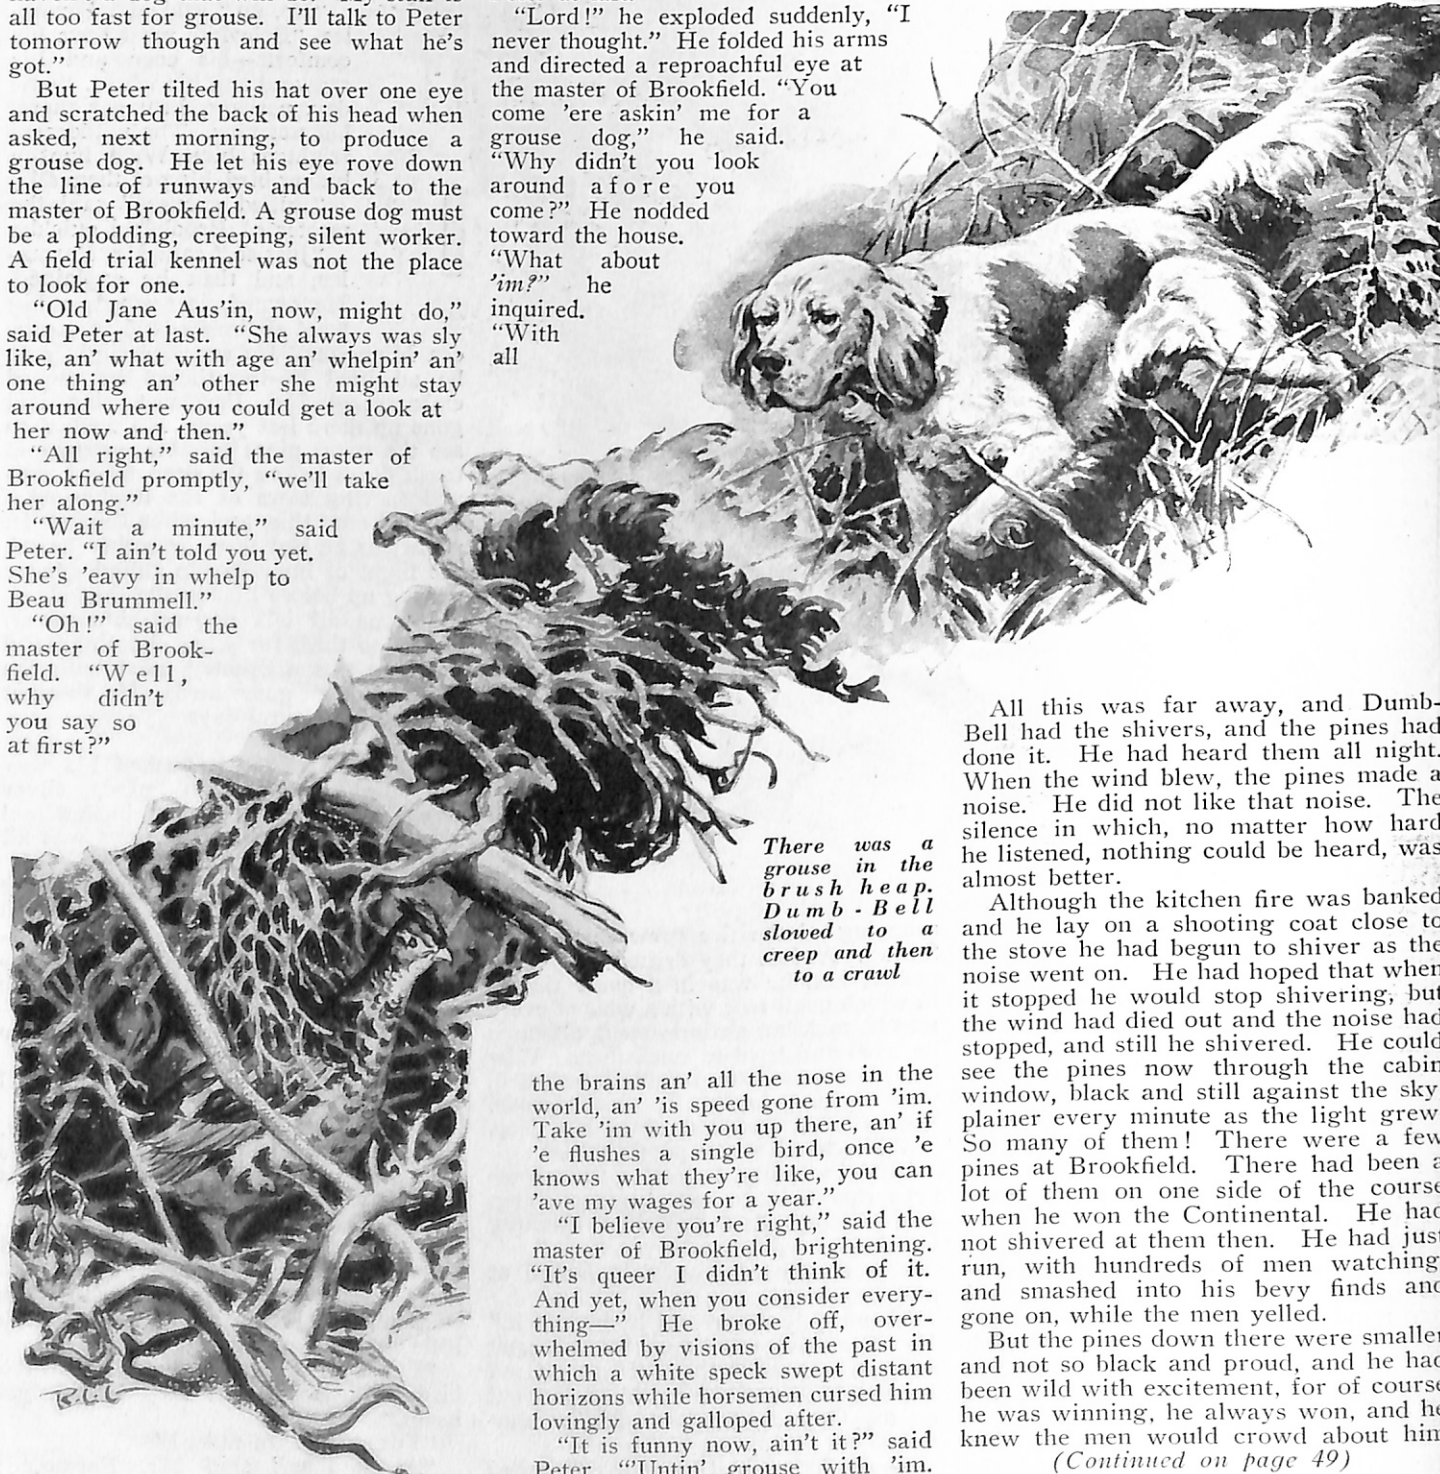 all too fast for grouse. I'll talk to Peter
tomorrow though and see what he's
got."
But Peter tilted his hat over one eye
and scratched the back of his head when
asked, next morning, to produce a
grouse dog. He let his eye rove down
the line of runways and back to the
master of Brookfield. A grouse dog must
be a plodding, creeping, silent worker.
A field trial kennel was not the place
to look for one.
"Old Jane Aus'in, now, might do,"
said Peter at last. "She always was sly
like, an' what with age an' whelpin' an'
one thing an' other she might stay
around where you could get a look at
her now and then."
"All right," said the master of
Brookfield promptly, "we'll take
her along."
"Wait a minute," said
Peter. "I ain't told you yet.
She's 'eavy in whelp to
Beau Brummell."
"Oh!" said the
master of Brook-
field. "Well,
why didn't
you say so
at first?"
"Lord!" he exploded suddenly, "I
never thought." He folded his arms
and directed a reproachful eye at
the master of Brookfield. "You
come 'ere askin' me for a
grouse dog," he said.
"Why didn't you look
around afore you
come?" He nodded
toward the house.
"What about
'im?" he
inquired.
"With
all
There was a
grouse in the
brush heap.
Dumb-Bell
slowed to a
creep and then
to a crawl
the brains an' all the nose in the
world, an' 'is speed gone from 'im.
Take 'im with you up there, an' if
'e flushes a single bird, once 'e
knows what they're like, you can
'ave my wages for a year."
"I believe you're right," said the
master of Brookfield, brightening.
"It's queer I didn't think of it.
And yet, when you consider every-
thing—" He broke off, over-
whelmed by visions of the past in
which a white speck swept distant
horizons while horsemen cursed him
lovingly and galloped after.
"It is funny now, ain't it?" said
Peter. "'Untin' grouse with 'im.
All this was far away, and Dumb-
Bell had the shivers, and the pines had
done it. He had heard them all night.
When the wind blew, the pines made a
noise. He did not like that noise. The
silence in which, no matter how hard
he listened, nothing could be heard, was
almost better.
Although the kitchen fire was banked
and he lay on a shooting coat close to
the stove he had begun to shiver as the
noise went on. He had hoped that when
it stopped he would stop shivering, but
the wind had died out and the noise had
stopped, and still he shivered. He could
see the pines now through the cabin
window, black and still against the sky
plainer every minute as the light grew
So many of them! There were a few
pines at Brookfield. There had been a
lot of them on one side of the course
when he won the Continental. He had
not shivered at them then. He had just
run, with hundreds of men watching
and smashed into his bevy finds and
gone on, while the men yelled.
But the pines down there were smaller
and not so black and proud, and he had
been wild with excitement, for of course
he was winning, he always won, and he
knew the men would crowd about him
(Continued on page 49)